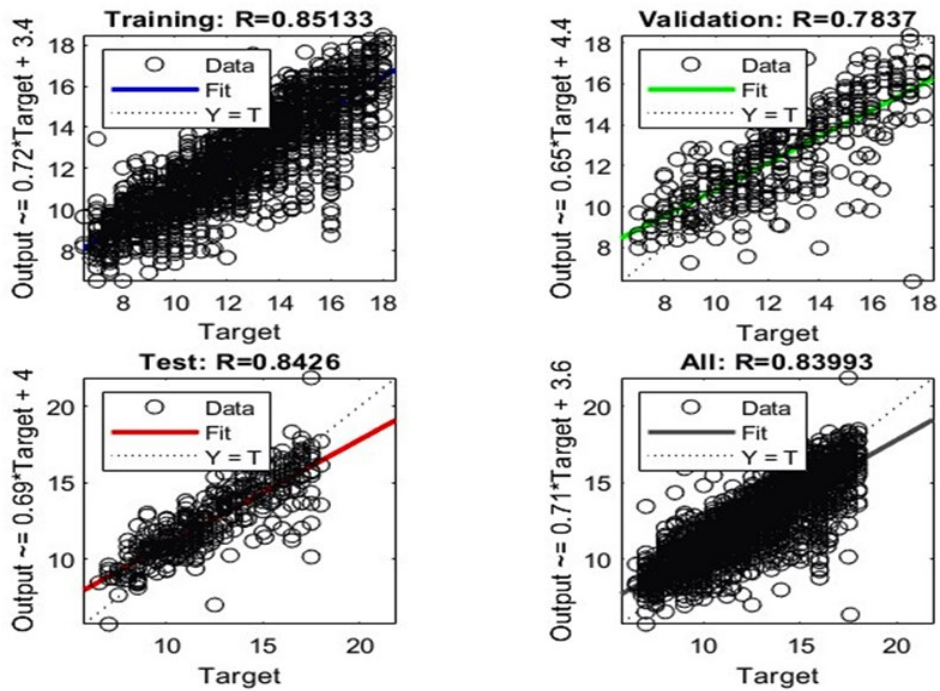 Training: R=0.85133
Output ~= 0.72*Target + 3.4
18
16
14
12
10
8
Data
Fit
Y = T
8 10 12 14 16 18
Target
Validation: R=0.7837
Output ~= 0.65*Target + 4.4
18
16
14
12
10
8
Data
Fit
Y = T
8 10 12 14 16 18
Target
Test: R=0.8426
Output ~= 0.69*Target + 4
20
15
10
Data
Fit
Y = T
10 15 20
Target
All: R=0.83993
Output ~= 0.71*Target + 3.6
20
15
10
Data
Fit
Y = T
10 15 20
Target